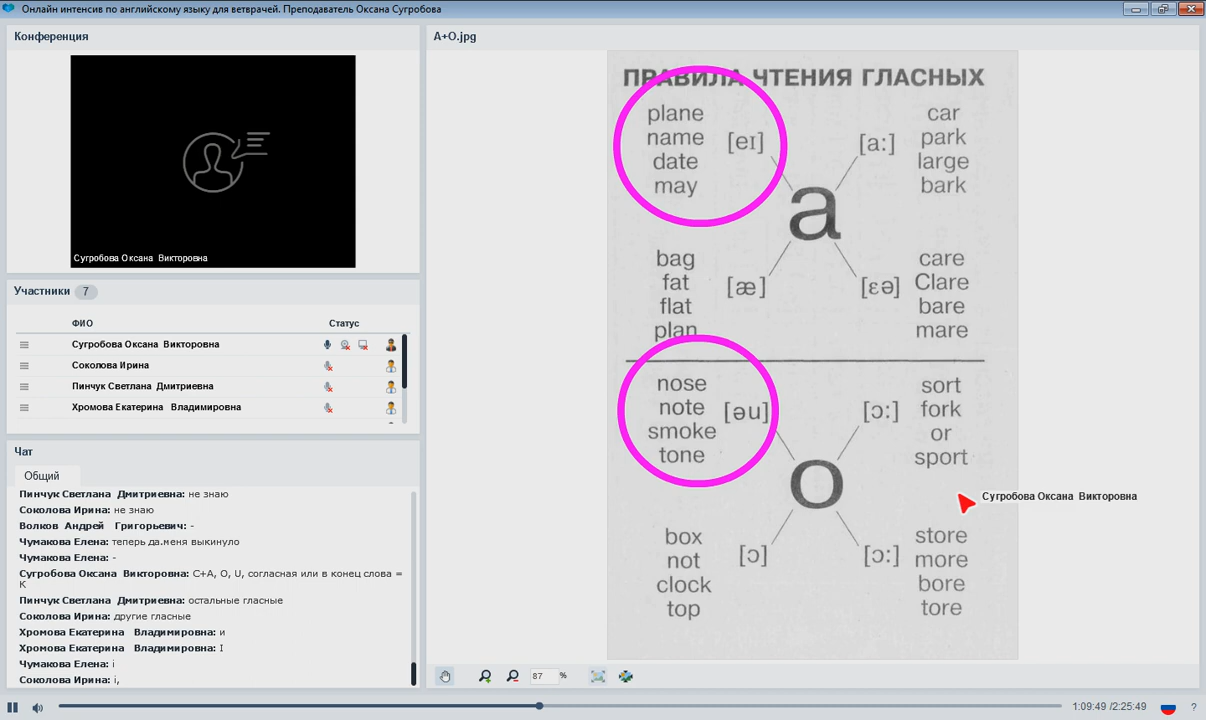 Онлайн интенсив по английскому языку для ветврачей. Преподаватель Оксана Сугробова
Конференция
Сугробова Оксана Викторовна
Участники 7
ФИО Статус
Сугробова Оксана Викторовна
Соколова Ирина
Пинчук Светлана Дмитриевна
Хромова Екатерина Владимировна
Чат
Общий
Пинчук Светлана Дмитриевна: не знаю
Соколова Ирина: не знаю
Волков Андрей Григорьевич: -
Чумакова Елена: теперь да.меня выкинуло
Чумакова Елена: -
Сугробова Оксана Викторовна: С+А, О, U, согласная или в конец слова =
К
Пинчук Светлана Дмитриевна: остальные гласные
Соколова Ирина: другие гласные
Хромова Екатерина Владимировна: и
Хромова Екатерина Владимировна: I
Чумакова Елена: i
Соколова Ирина: i,
A+O.jpg
ПРАВИЛА ЧТЕНИЯ ГЛАСНЫХ
plane
name
date
may
[eɪ]
[a:]
car
park
large
bark
a
bag
fat
flat
plan
[æ]
[εə]
care
Clare
bare
mare
nose
note
smoke
tone
[əu]
[ɔ:]
sort
fork
or
sport
o
Сугробова Оксана Викторовна
box
not
clock
top
[ɔ]
[ɔ:]
store
more
bore
tore
87 %
1:09:49 /2:25:49 ?